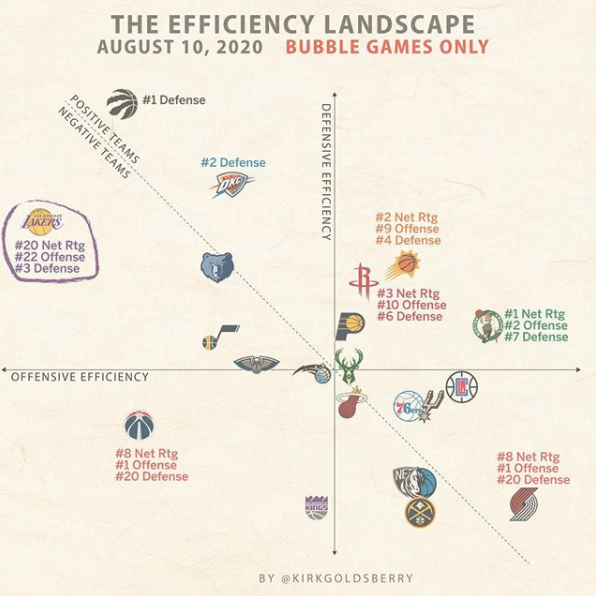 THE EFFICIENCY LANDSCAPE
AUGUST 10, 2020 BUBBLE GAMES ONLY
POSITIVE TEAMS
NEGATIVE TEAMS
#1 Defense
DEFENSIVE EFFICIENCY
#2 Defense
OKC
LAKERS
#20 Net Rtg
#22 Offense
#3 Defense
#2 Net Rtg
#9 Offense
#4 Defense
#3 Net Rtg
#10 Offense
#6 Defense
#1 Net Rtg
#2 Offense
#7 Defense
OFFENSIVE EFFICIENCY
76ers
#8 Net Rtg
#1 Offense
#20 Defense
#8 Net Rtg
#1 Offense
#20 Defense
KINGS
BY @KIRKGOLDSBERRY